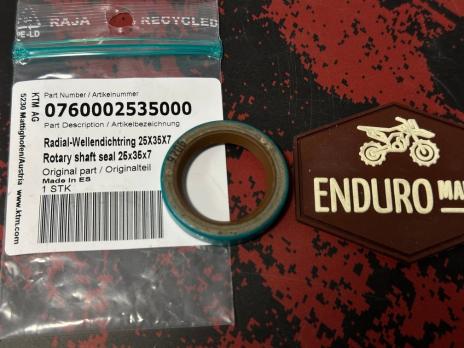 RAJA RECYCLED
PE-LD
KTM AG
5230 Mattighofen/Austria www.ktm.com
Part Number / Artikelnummer
0760002535000
Part Description / Artikelbezeichnung
Radial-Wellendichtring 25X35X7
Rotary shaft seal 25x35x7
Original part / Originalteil
Made In ES
1 STK
ENDURO